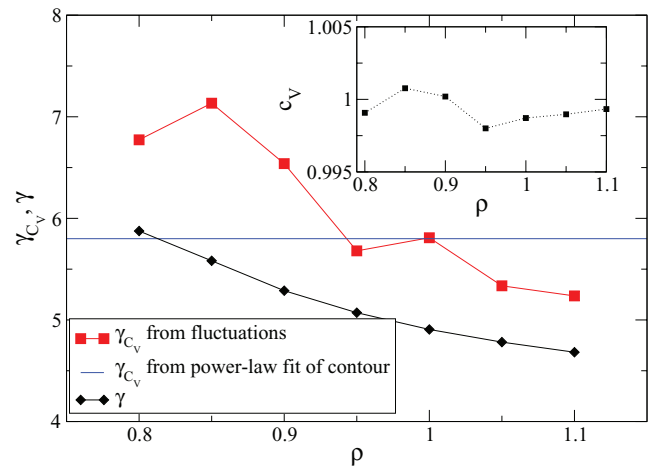 8
7
6
5
4
γ_{C_V}, γ
0.8 0.9 1 1.1
ρ
1.005
1
0.995
c_V
0.8 0.9 1 1.1
ρ
γ_{C_V} from fluctuations
γ_{C_V} from power-law fit of contour
γ